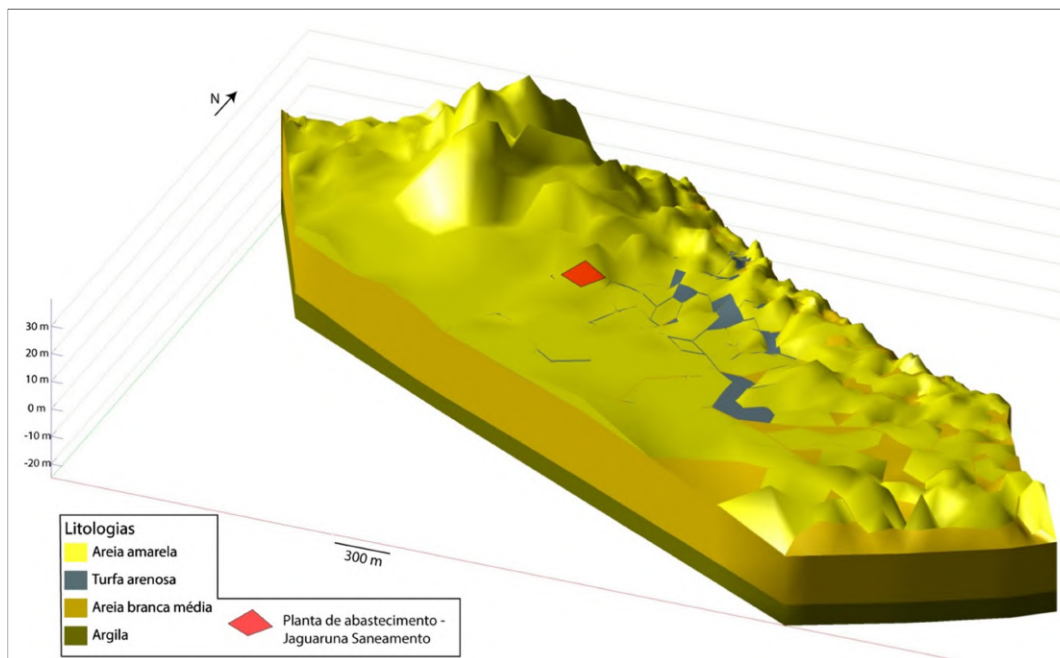 N
30 m
20 m
10 m
0 m
-10 m
-20 m
300 m
Litologias
Areia amarela
Turfa arenosa
Areia branca média
Argila
Planta de abastecimento -
Jaguaruna Saneamento